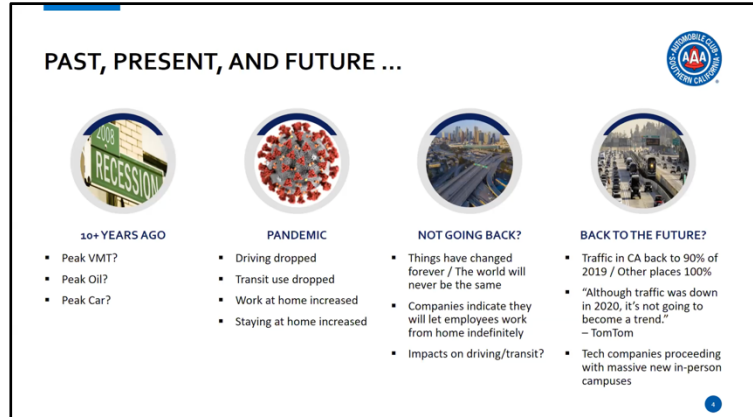 PAST, PRESENT, AND FUTURE ...
AUTOMOBILE CLUB
AAA
SOUTHERN CALIFORNIA
®
2008
RECESSION
10+ YEARS AGO
▪ Peak VMT?
▪ Peak Oil?
▪ Peak Car?
PANDEMIC
▪ Driving dropped
▪ Transit use dropped
▪ Work at home increased
▪ Staying at home increased
NOT GOING BACK?
▪ Things have changed
forever / The world will
never be the same
▪ Companies indicate they
will let employees work
from home indefinitely
▪ Impacts on driving/transit?
BACK TO THE FUTURE?
▪ Traffic in CA back to 90% of
2019 / Other places 100%
▪ “Although traffic was down
in 2020, it’s not going to
become a trend.”
– TomTom
▪ Tech companies proceeding
with massive new in-person
campuses
4